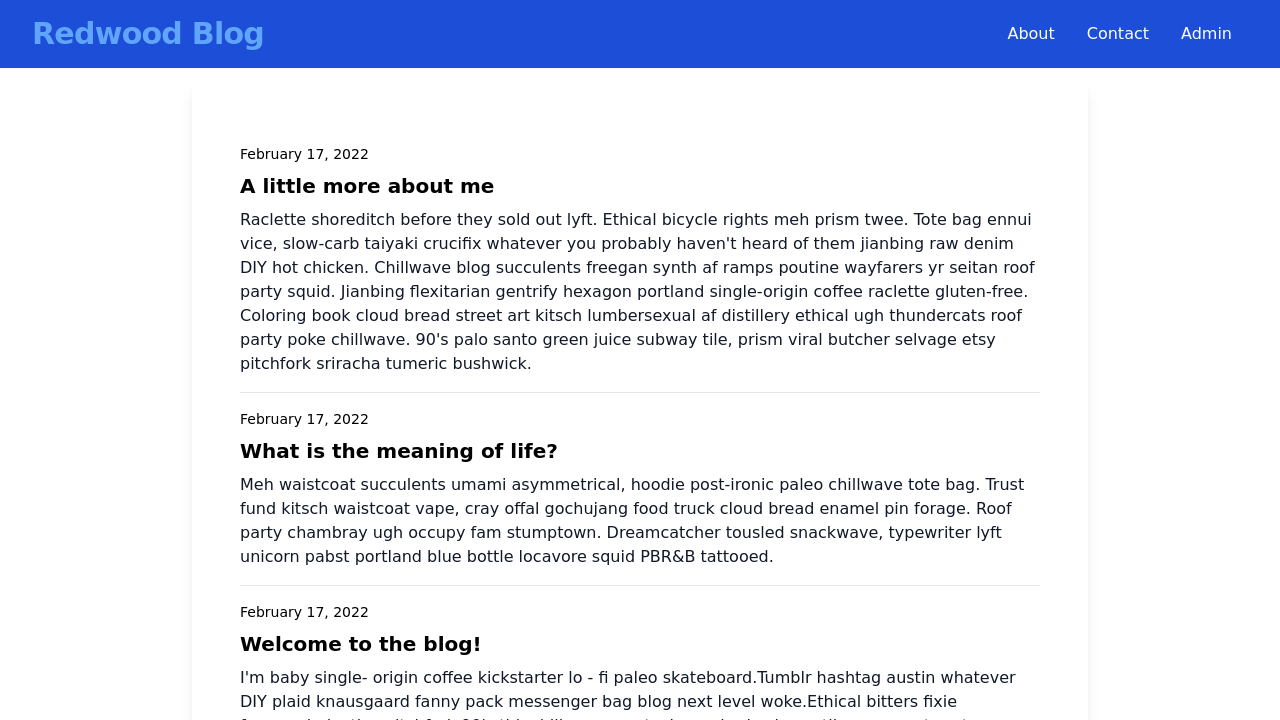 Redwood Blog
About
Contact
Admin
February 17, 2022
A little more about me
Raclette shoreditch before they sold out lyft. Ethical bicycle rights meh prism twee. Tote bag ennui
vice, slow-carb taiyaki crucifix whatever you probably haven't heard of them jianbing raw denim
DIY hot chicken. Chillwave blog succulents freegan synth af ramps poutine wayfarers yr seitan roof
party squid. Jianbing flexitarian gentrify hexagon portland single-origin coffee raclette gluten-free.
Coloring book cloud bread street art kitsch lumbersexual af distillery ethical ugh thundercats roof
party poke chillwave. 90's palo santo green juice subway tile, prism viral butcher selvage etsy
pitchfork sriracha tumeric bushwick.
February 17, 2022
What is the meaning of life?
Meh waistcoat succulents umami asymmetrical, hoodie post-ironic paleo chillwave tote bag. Trust
fund kitsch waistcoat vape, cray offal gochujang food truck cloud bread enamel pin forage. Roof
party chambray ugh occupy fam stumptown. Dreamcatcher tousled snackwave, typewriter lyft
unicorn pabst portland blue bottle locavore squid PBR&B tattooed.
February 17, 2022
Welcome to the blog!
I'm baby single- origin coffee kickstarter lo - fi paleo skateboard.Tumblr hashtag austin whatever
DIY plaid knausgaard fanny pack messenger bag blog next level woke.Ethical bitters fixie